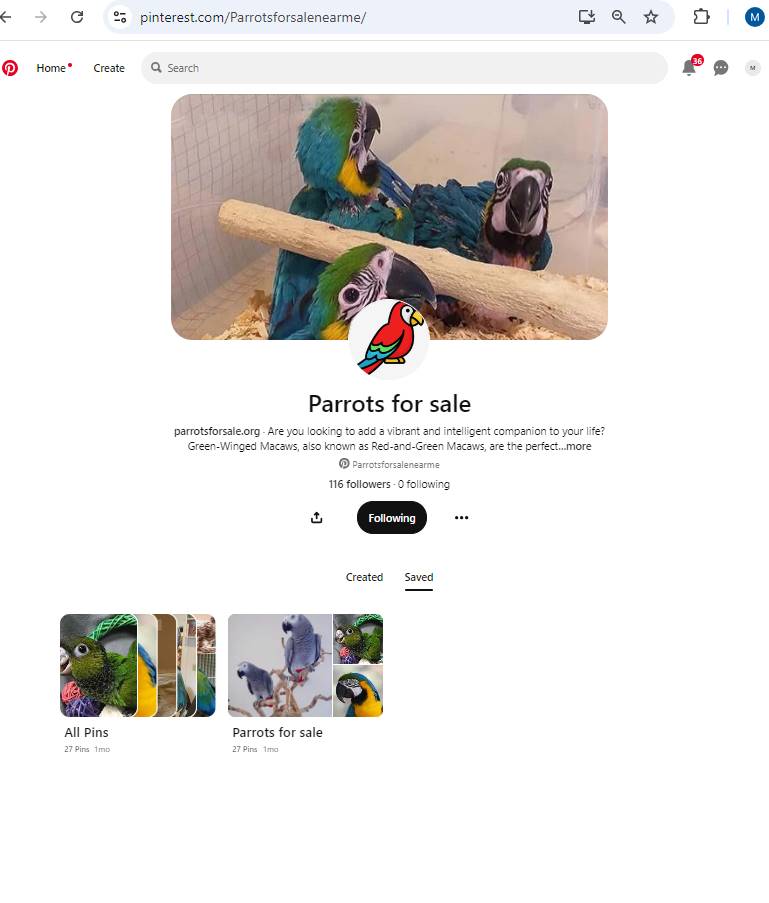 pinterest.com/Parrotsforsalenearme/
M
Home
Create
Search
36
M
Parrots for sale
parrotsforsale.org · Are you looking to add a vibrant and intelligent companion to your life?
Green-Winged Macaws, also known as Red-and-Green Macaws, are the perfect...more
Parrotsforsalenearme
116 followers · 0 following
Following
Created
Saved
All Pins
27 Pins 1mo
Parrots for sale
27 Pins 1mo